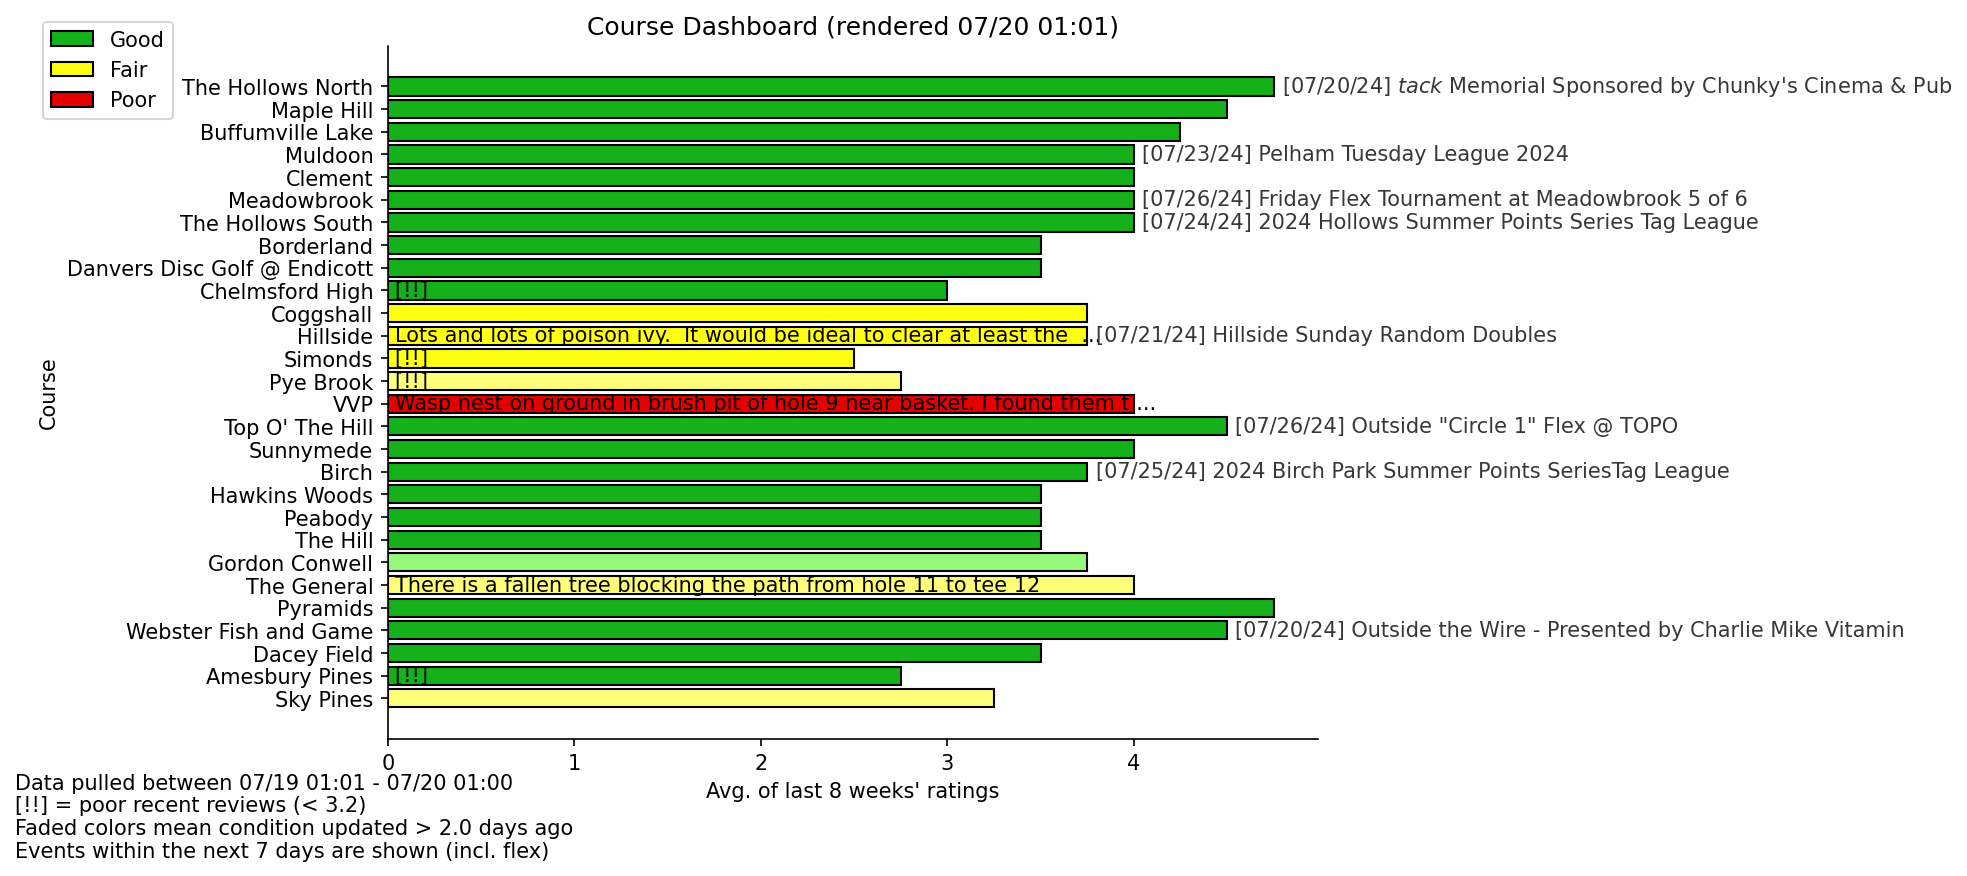 Course Dashboard (rendered 07/20 01:01)
Good
Fair
Poor
The Hollows North [07/20/24] tack Memorial Sponsored by Chunky's Cinema & Pub
Maple Hill
Buffumville Lake
Muldoon [07/23/24] Pelham Tuesday League 2024
Clement
Meadowbrook [07/26/24] Friday Flex Tournament at Meadowbrook 5 of 6
The Hollows South [07/24/24] 2024 Hollows Summer Points Series Tag League
Borderland
Danvers Disc Golf @ Endicott
Chelmsford High [!!]
Coggshall
Hillside Lots and lots of poison ivy.  It would be ideal to clear at least the  ... [07/21/24] Hillside Sunday Random Doubles
Simonds [!!]
Pye Brook [!!]
VVP Wasp nest on ground in brush pit of hole 9 near basket. I found them t ...
Top O' The Hill [07/26/24] Outside "Circle 1" Flex @ TOPO
Sunnymede
Birch [07/25/24] 2024 Birch Park Summer Points SeriesTag League
Hawkins Woods
Peabody
The Hill
Gordon Conwell
The General There is a fallen tree blocking the path from hole 11 to tee 12
Pyramids
Webster Fish and Game [07/20/24] Outside the Wire - Presented by Charlie Mike Vitamin
Dacey Field
Amesbury Pines [!!]
Sky Pines
Course
0 1 2 3 4
Avg. of last 8 weeks' ratings
Data pulled between 07/19 01:01 - 07/20 01:00
[!!] = poor recent reviews (< 3.2)
Faded colors mean condition updated > 2.0 days ago
Events within the next 7 days are shown (incl. flex)